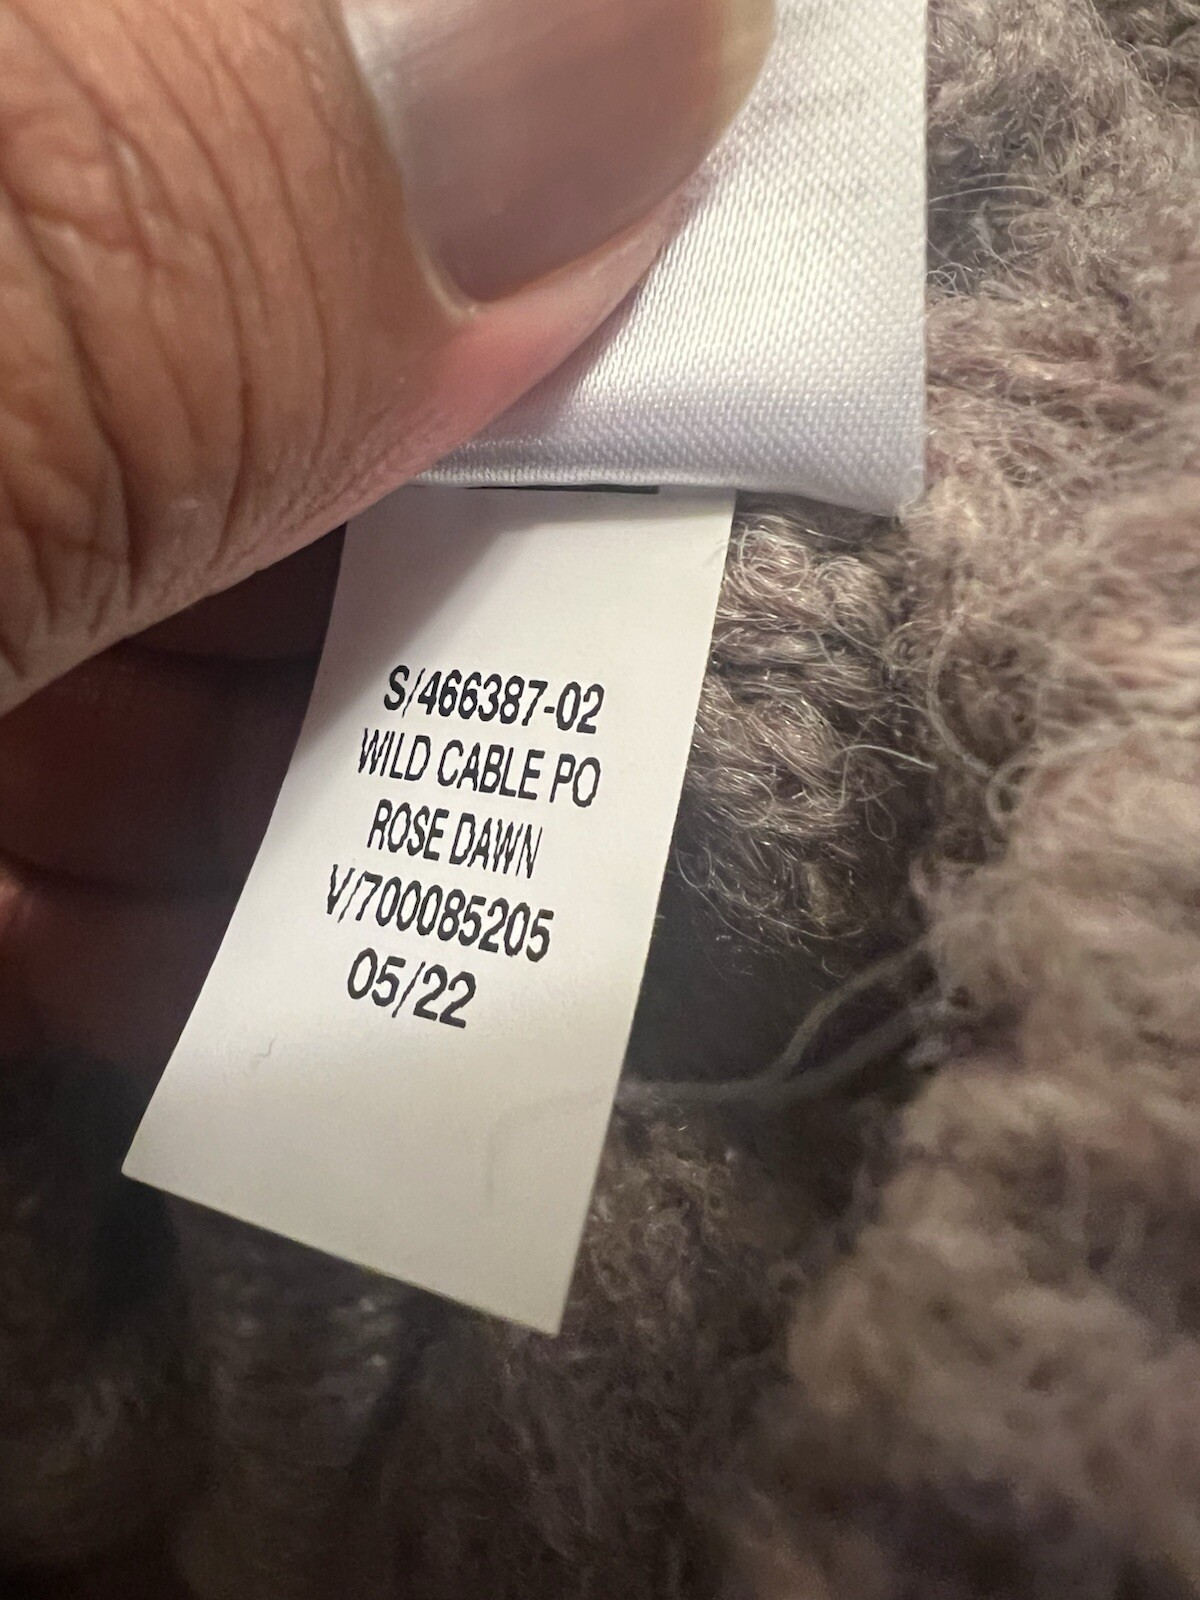 S/466387-02
WILD CABLE PO
ROSE DAWN
V/700085205
05/22